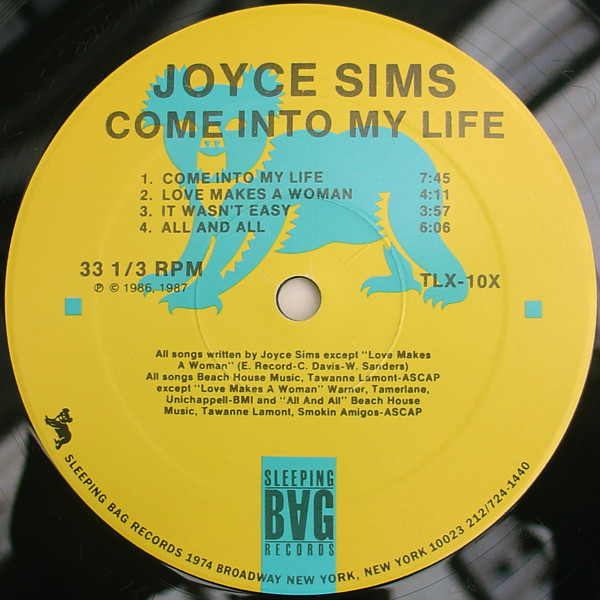 JOYCE SIMS
COME INTO MY LIFE
1. COME INTO MY LIFE 7:45
2. LOVE MAKES A WOMAN 4:11
3. IT WASN'T EASY 3:57
4. ALL AND ALL 6:06
33 1/3 RPM
℗ © 1986, 1987
TLX-10X
All songs written by Joyce Sims except "Love Makes
A Woman" (E. Record-C. Davis-W. Sanders)
All songs Beach House Music, Tawanne Lamont-ASCAP
except "Love Makes A Woman" Warner, Tamerlane,
Unichappell-BMI and "All And All" Beach House
Music, Tawanne Lamont, Smokin Amigos-ASCAP
SLEEPING
BAG
RECORDS
SLEEPING BAG RECORDS 1974 BROADWAY NEW YORK, NEW YORK 10023 212/724-1440